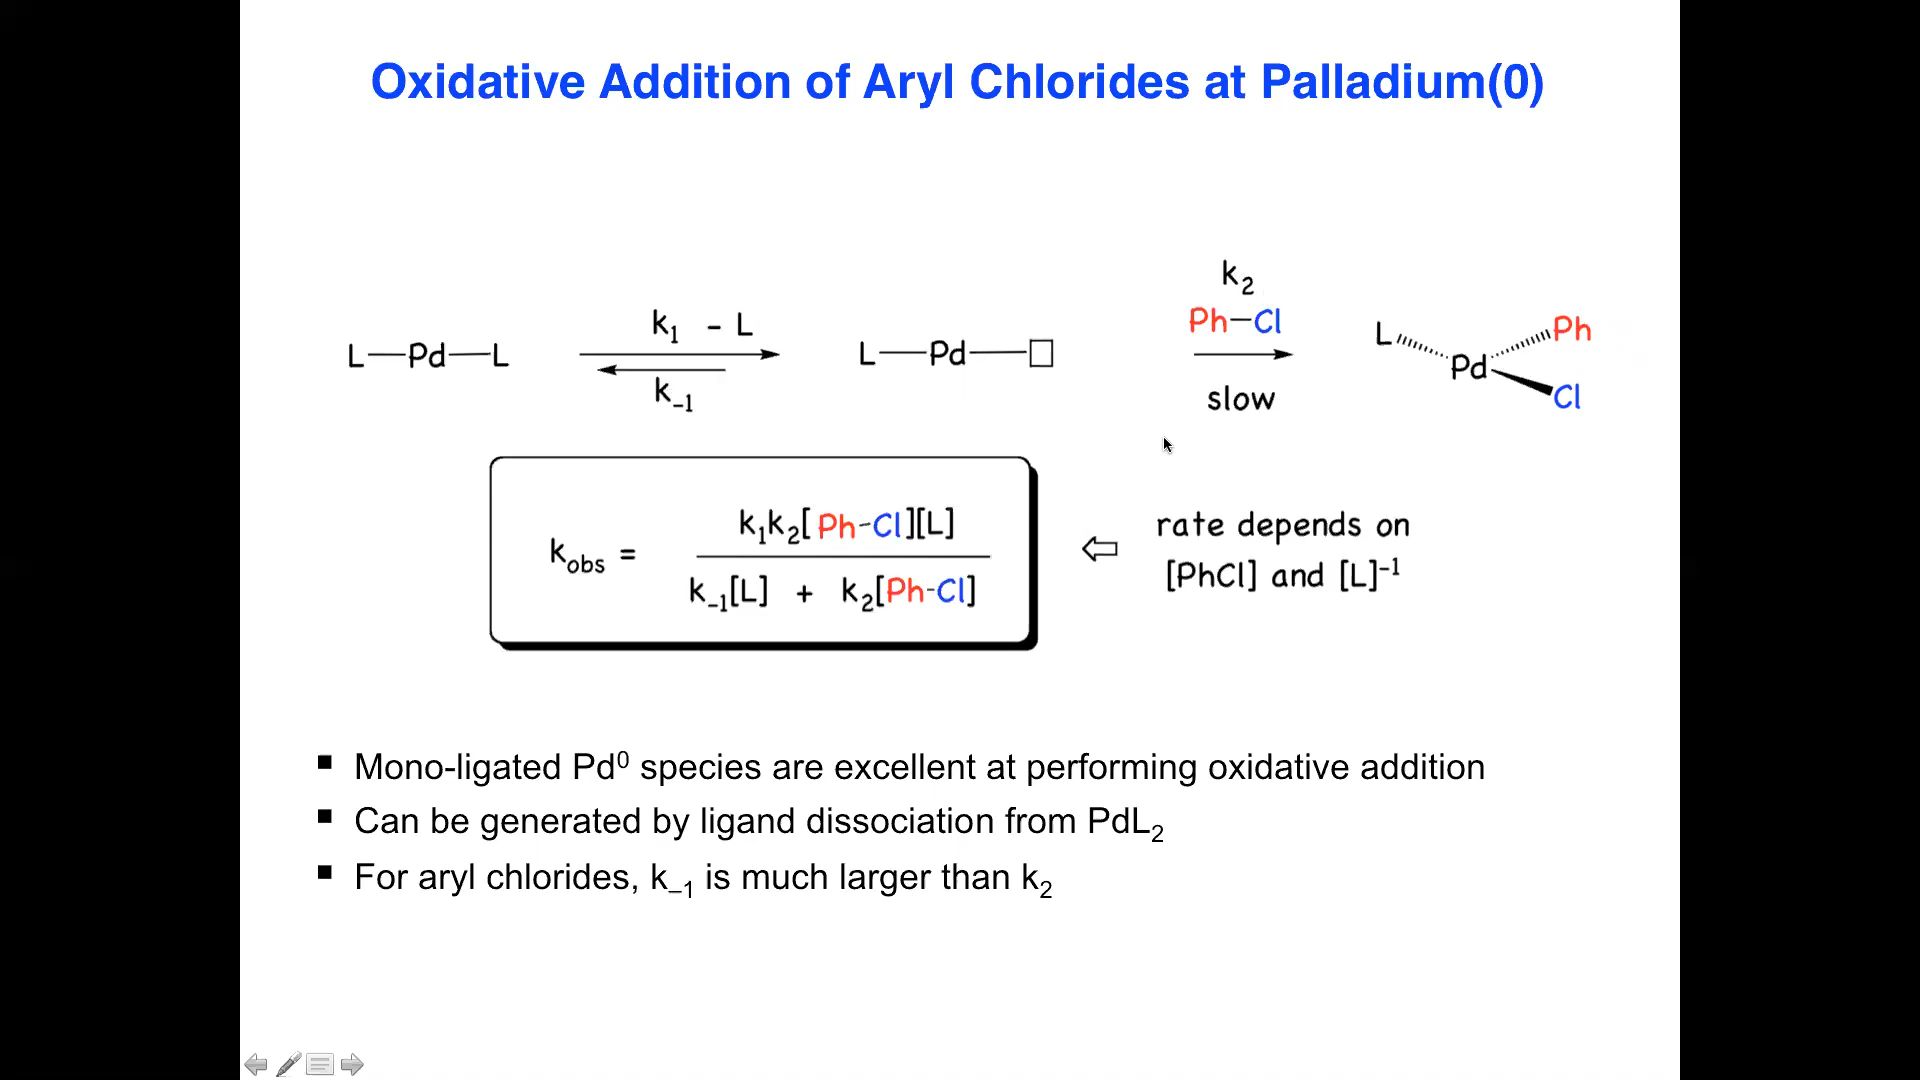 Oxidative Addition of Aryl Chlorides at Palladium(0)
k₂
k₁ - L
Ph—Cl
L—Pd—L
L—Pd—□
L Pd Ph
Cl
k₋₁
slow
k₁k₂[Ph-Cl][L]
kobs =
k₋₁[L] + k₂[Ph-Cl]
rate depends on
[PhCl] and [L]⁻¹
▪ Mono-ligated Pd⁰ species are excellent at performing oxidative addition
▪ Can be generated by ligand dissociation from PdL₂
▪ For aryl chlorides, k₋₁ is much larger than k₂